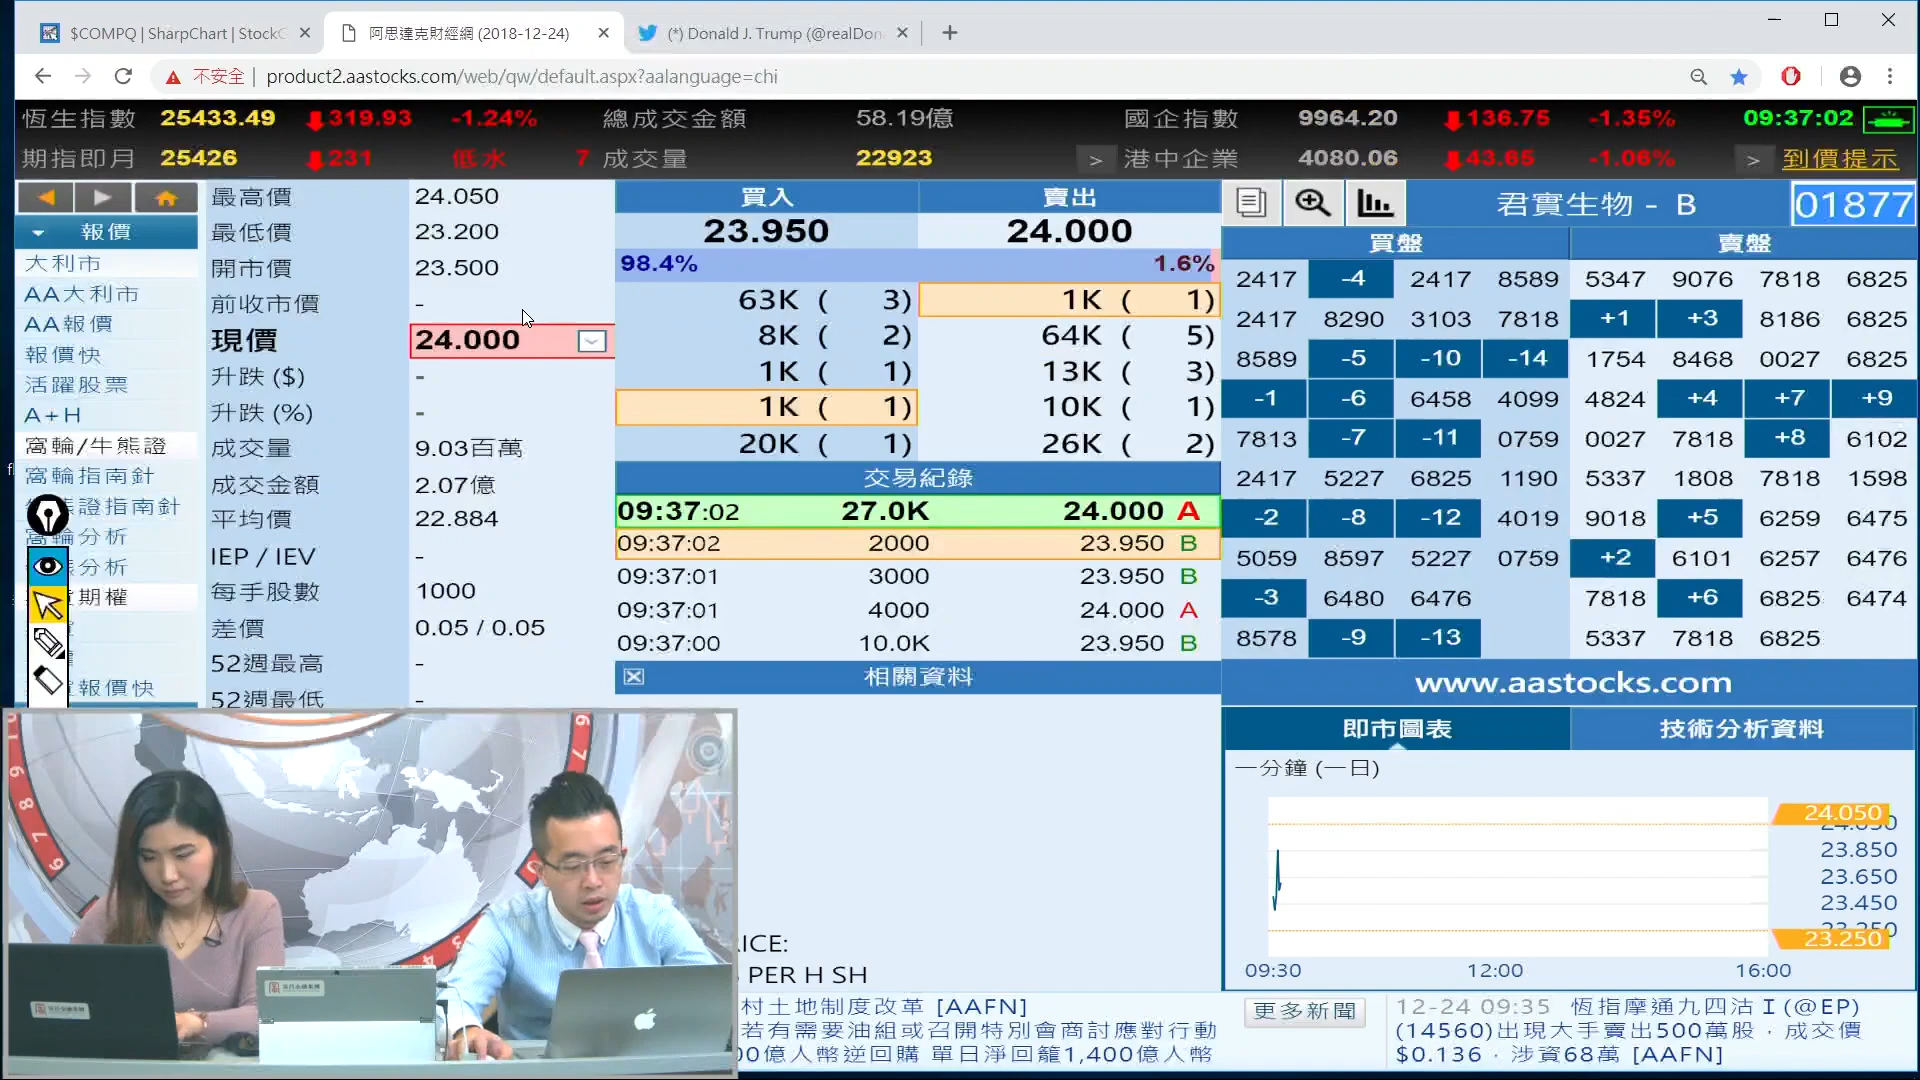 $COMPQ | SharpChart | StockC
阿思達克財經網 (2018-12-24)
(*) Donald J. Trump (@realDon
不安全 | product2.aastocks.com/web/qw/default.aspx?aalanguage=chi
恆生指數 25433.49 319.93 -1.24% 總成交金額 58.19億 國企指數 9964.20 136.75 -1.35% 09:37:02
期指即月 25426 231 低水 7 成交量 22923 > 港中企業 4080.06 43.65 -1.06% > 到價提示
報價
大利市
AA大利市
AA報價
報價快
活躍股票
A+H
窩輪/牛熊證
窩輪指南針
證指南針
窩輪分析
分析
期權
報價快
最高價 24.050
最低價 23.200
開市價 23.500
前收市價 -
現價 24.000
升跌 ($) -
升跌 (%) -
成交量 9.03百萬
成交金額 2.07億
平均價 22.884
IEP / IEV -
每手股數 1000
差價 0.05 / 0.05
52週最高 -
52週最低 -
買入 賣出
23.950 24.000
98.4% 1.6%
63K ( 3) 1K ( 1)
8K ( 2) 64K ( 5)
1K ( 1) 13K ( 3)
1K ( 1) 10K ( 1)
20K ( 1) 26K ( 2)
交易紀錄
09:37:02 27.0K 24.000 A
09:37:02 2000 23.950 B
09:37:01 3000 23.950 B
09:37:01 4000 24.000 A
09:37:00 10.0K 23.950 B
相關資料
RICE:
PER H SH
君實生物 - B 01877
買盤 賣盤
2417 -4 2417 8589 5347 9076 7818 6825
2417 8290 3103 7818 +1 +3 8186 6825
8589 -5 -10 -14 1754 8468 0027 6825
-1 -6 6458 4099 4824 +4 +7 +9
7813 -7 -11 0759 0027 7818 +8 6102
2417 5227 6825 1190 5337 1808 7818 1598
-2 -8 -12 4019 9018 +5 6259 6475
5059 8597 5227 0759 +2 6101 6257 6476
-3 6480 6476 7818 +6 6825 6474
8578 -9 -13 5337 7818 6825
www.aastocks.com
即市圖表 技術分析資料
一分鐘 (一日)
24.050
23.850
23.650
23.450
23.250
09:30 12:00 16:00
村土地制度改革 [AAFN]
若有需要油組或召開特別會商討應對行動
00億人幣逆回購 單日淨回籠1,400億人幣
更多新聞
12-24 09:35 恆指摩通九四沽I(@EP)
(14560)出現大手賣出500萬股，成交價
$0.136，涉資68萬 [AAFN]